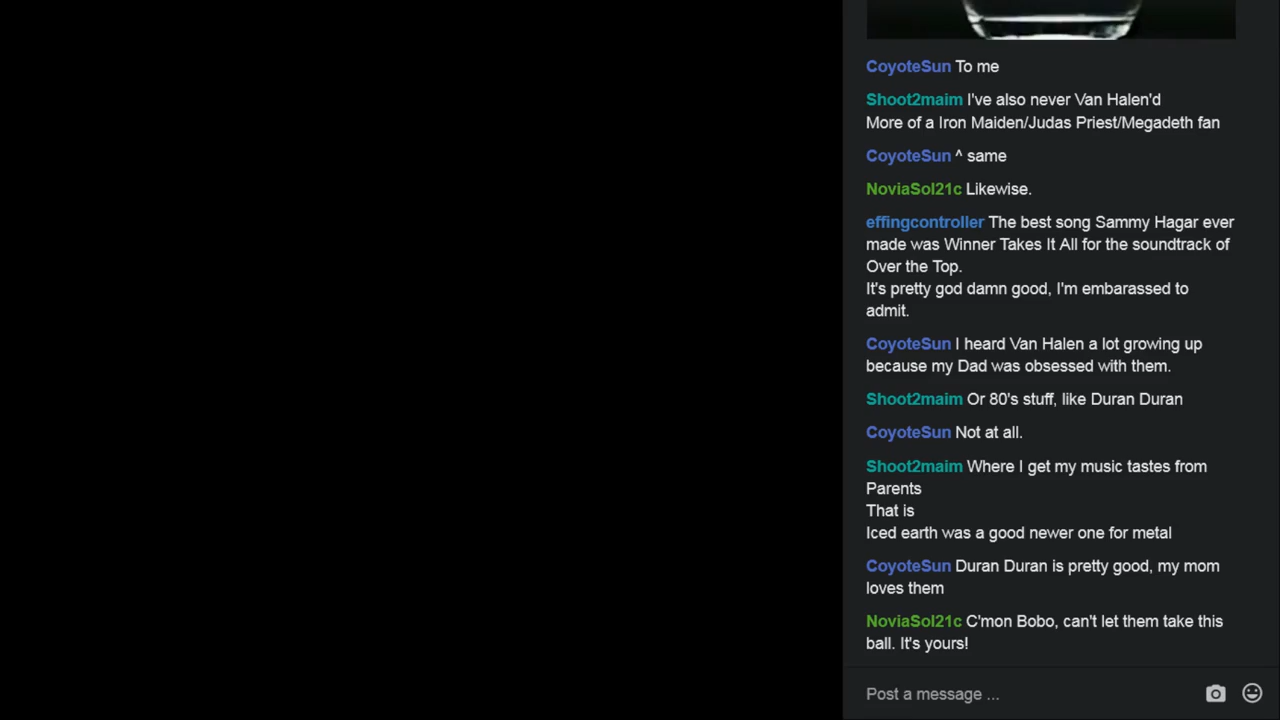 CoyoteSun To me
Shoot2maim I've also never Van Halen'd
More of a Iron Maiden/Judas Priest/Megadeth fan
CoyoteSun ^ same
NoviaSol21c Likewise.
effingcontroller The best song Sammy Hagar ever
made was Winner Takes It All for the soundtrack of
Over the Top.
It's pretty god damn good, I'm embarassed to
admit.
CoyoteSun I heard Van Halen a lot growing up
because my Dad was obsessed with them.
Shoot2maim Or 80's stuff, like Duran Duran
CoyoteSun Not at all.
Shoot2maim Where I get my music tastes from
Parents
That is
Iced earth was a good newer one for metal
CoyoteSun Duran Duran is pretty good, my mom
loves them
NoviaSol21c C'mon Bobo, can't let them take this
ball. It's yours!
Post a message ...